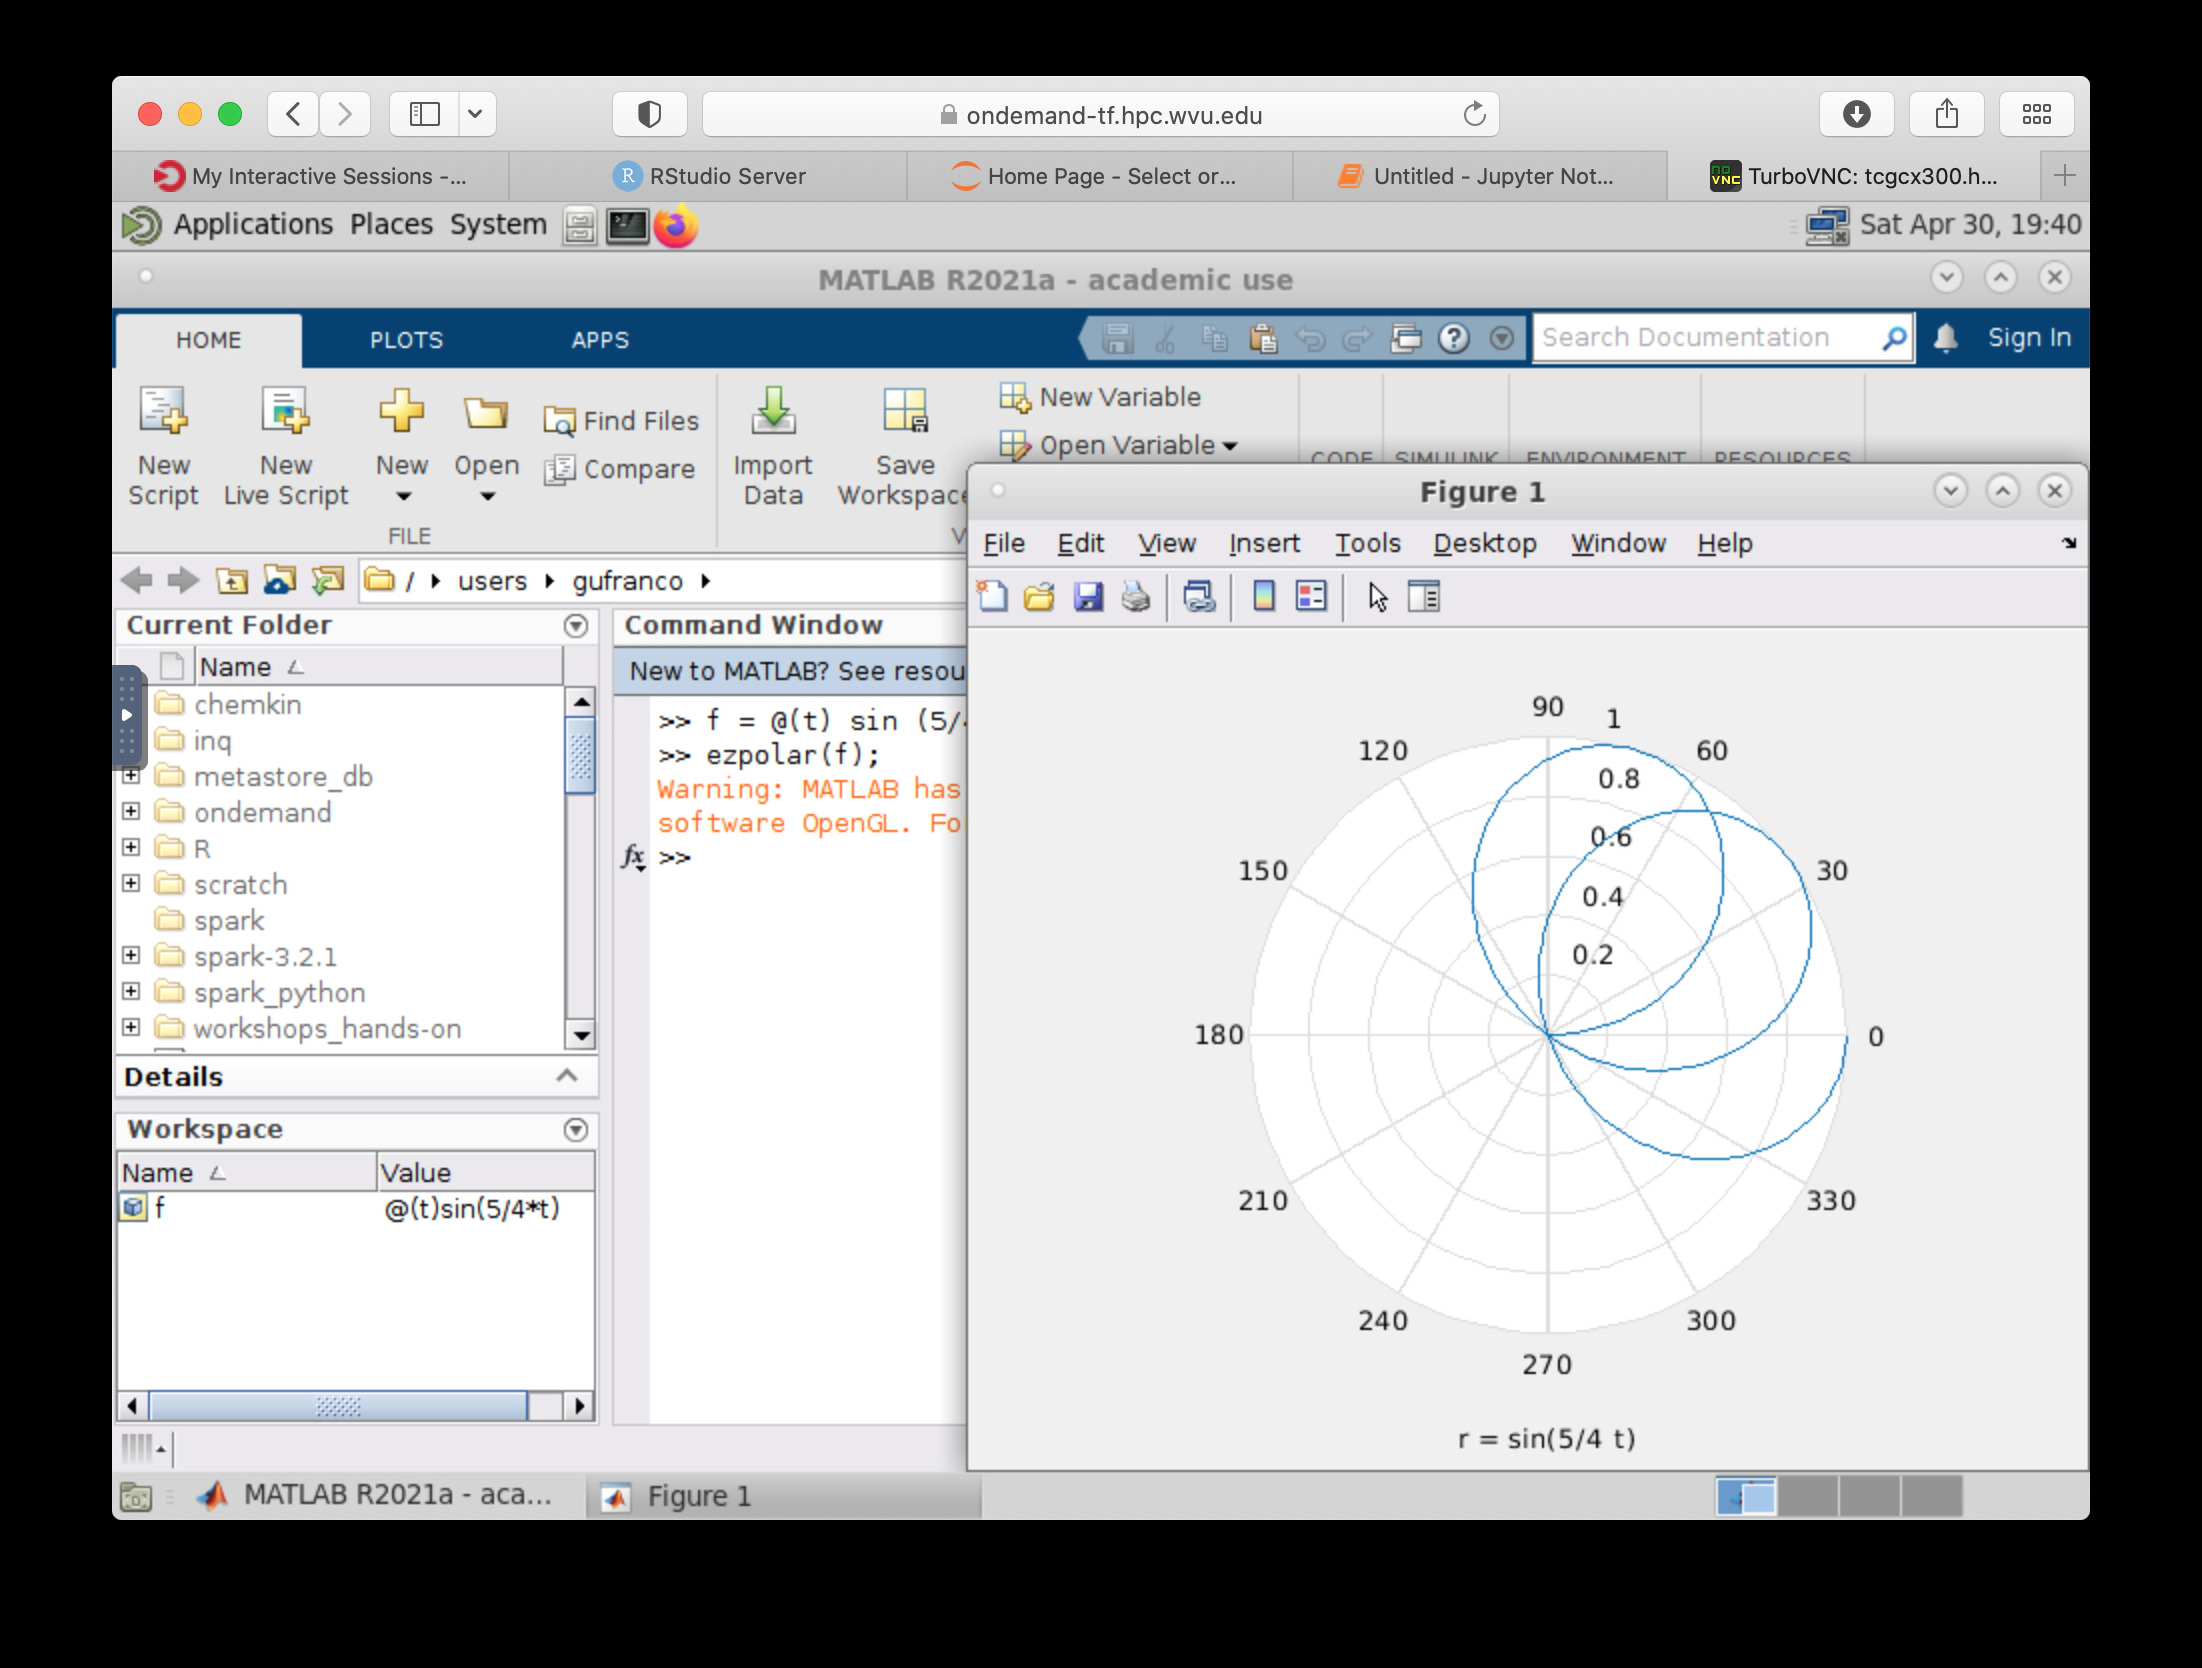 ondemand-tf.hpc.wvu.edu
My Interactive Sessions -...
R RStudio Server
Home Page - Select or...
Untitled - Jupyter Not...
no VNC TurboVNC: tcgcx300.h...
Applications Places System
Sat Apr 30, 19:40
MATLAB R2021a - academic use
HOME PLOTS APPS
Search Documentation
Sign In
New Script
New Live Script
New
Open
Find Files
Compare
Import Data
Save Workspace
New Variable
Open Variable
FILE
CODE SIMULINK ENVIRONMENT RESOURCES
/ users gufranco
Current Folder
Name
chemkin
inq
metastore_db
ondemand
R
scratch
spark
spark-3.2.1
spark_python
workshops_hands-on
Details
Workspace
Name Value
f @(t)sin(5/4*t)
Command Window
New to MATLAB? See resou
>> f = @(t) sin (5/
>> ezpolar(f);
Warning: MATLAB has
software OpenGL. Fo
fx >>
Figure 1
File Edit View Insert Tools Desktop Window Help
90
1
120
60
0.8
0.6
150
30
0.4
0.2
180
0
210
330
240
300
270
r = sin(5/4 t)
MATLAB R2021a - aca...
Figure 1